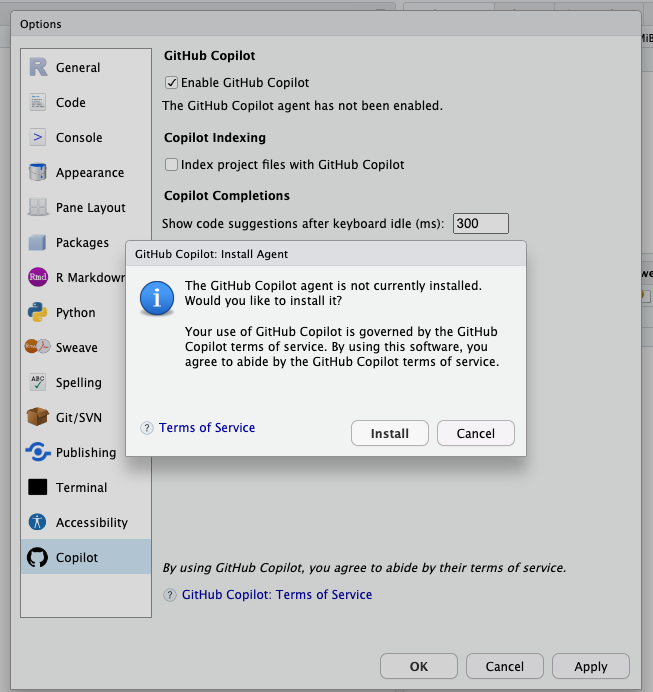 Options
General
Code
Console
Appearance
Pane Layout
Packages
R Markdown
Python
Sweave
Spelling
Git/SVN
Publishing
Terminal
Accessibility
Copilot
GitHub Copilot
Enable GitHub Copilot
The GitHub Copilot agent has not been enabled.
Copilot Indexing
Index project files with GitHub Copilot
Copilot Completions
Show code suggestions after keyboard idle (ms): 300
GitHub Copilot: Install Agent
The GitHub Copilot agent is not currently installed.
Would you like to install it?
Your use of GitHub Copilot is governed by the GitHub
Copilot terms of service. By using this software, you
agree to abide by the GitHub Copilot terms of service.
? Terms of Service
Install
Cancel
By using GitHub Copilot, you agree to abide by their terms of service.
? GitHub Copilot: Terms of Service
OK
Cancel
Apply